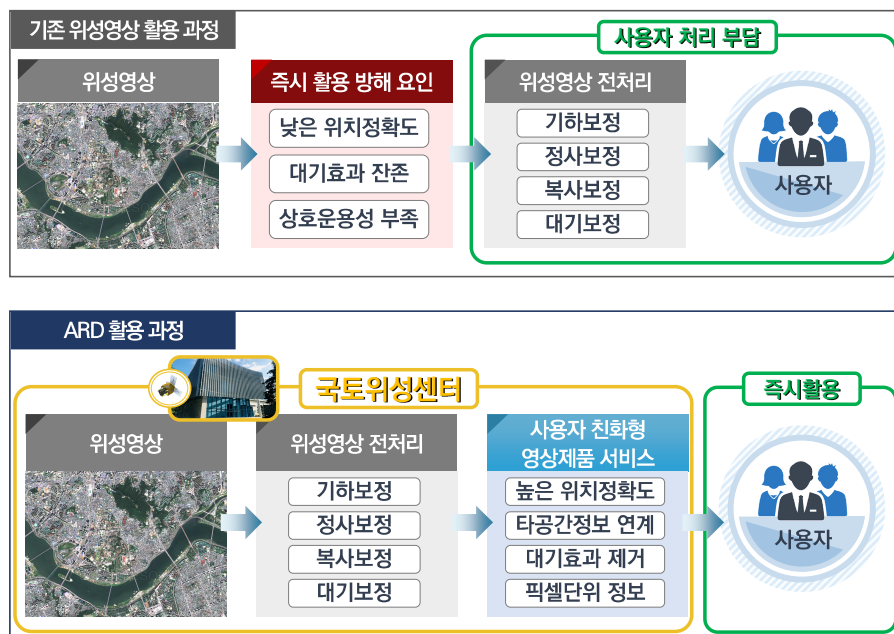 기존 위성영상 활용 과정
사용자 처리 부담
위성영상
즉시 활용 방해 요인
낮은 위치정확도
대기효과 잔존
상호운용성 부족
위성영상 전처리
기하보정
정사보정
복사보정
대기보정
사용자
ARD 활용 과정
국토위성센터
즉시활용
위성영상
위성영상 전처리
기하보정
정사보정
복사보정
대기보정
사용자 친화형
영상제품 서비스
높은 위치정확도
타공간정보 연계
대기효과 제거
픽셀단위 정보
사용자